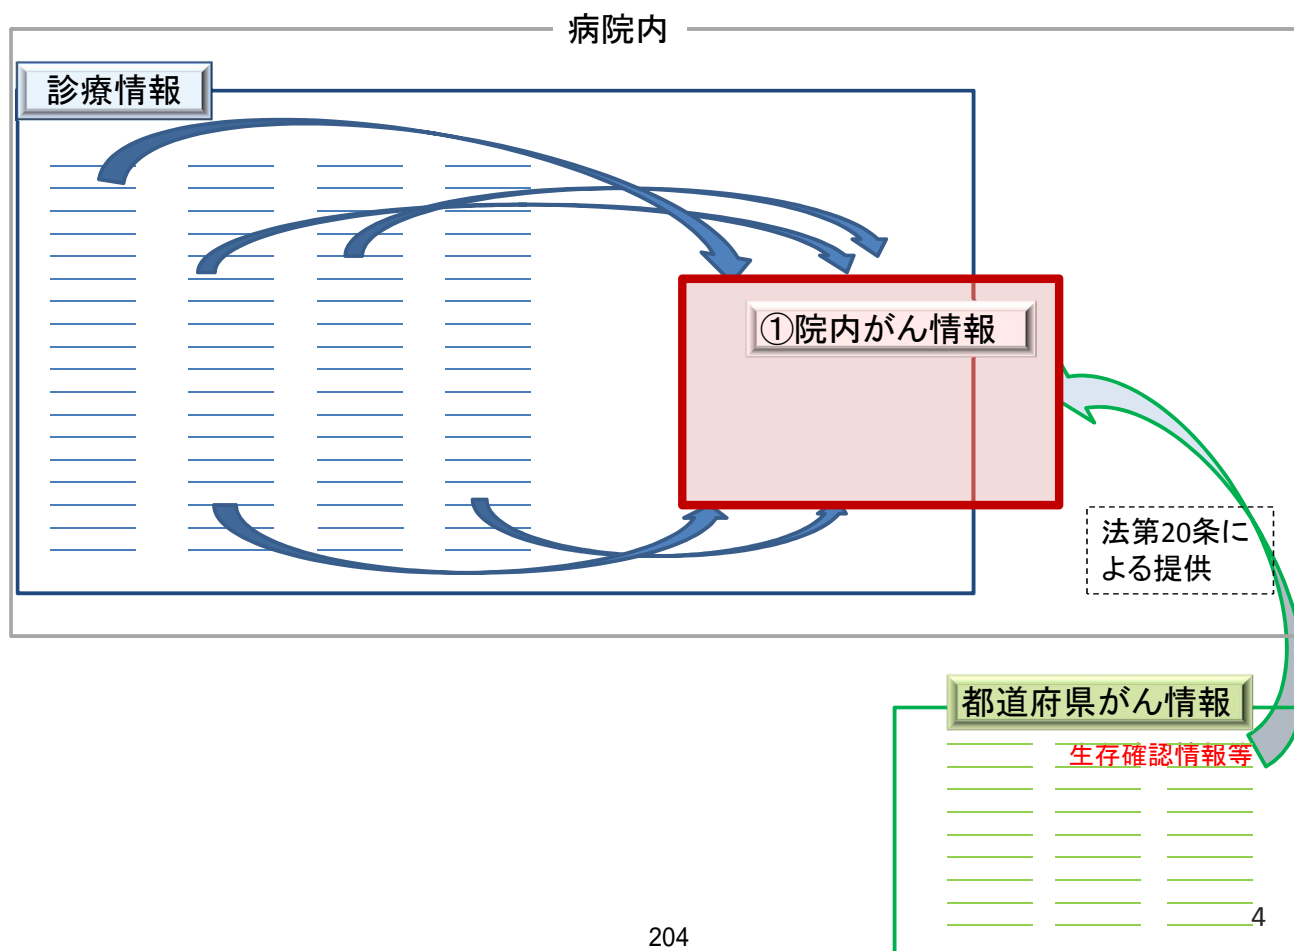 病院内
診療情報
①院内がん情報
法第20条に
よる提供
都道府県がん情報
生存確認情報等
4
204